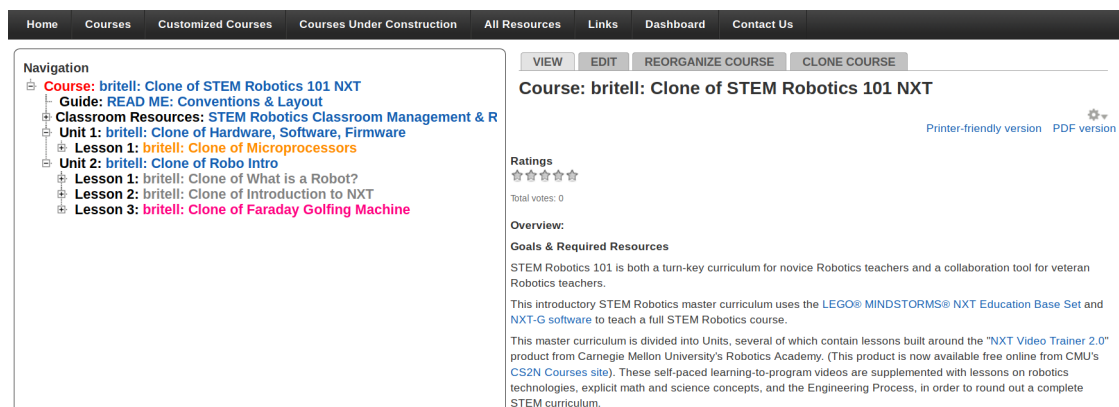 Home Courses Customized Courses Courses Under Construction All Resources Links Dashboard Contact Us
Navigation
Course: britell: Clone of STEM Robotics 101 NXT
Guide: READ ME: Conventions & Layout
Classroom Resources: STEM Robotics Classroom Management & R
Unit 1: britell: Clone of Hardware, Software, Firmware
Lesson 1: britell: Clone of Microprocessors
Unit 2: britell: Clone of Robo Intro
Lesson 1: britell: Clone of What is a Robot?
Lesson 2: britell: Clone of Introduction to NXT
Lesson 3: britell: Clone of Faraday Golfing Machine
VIEW EDIT REORGANIZE COURSE CLONE COURSE
Course: britell: Clone of STEM Robotics 101 NXT
Printer-friendly version PDF version
Ratings
Total votes: 0
Overview:
Goals & Required Resources
STEM Robotics 101 is both a turn-key curriculum for novice Robotics teachers and a collaboration tool for veteran
Robotics teachers.
This introductory STEM Robotics master curriculum uses the LEGO® MINDSTORMS® NXT Education Base Set and
NXT-G software to teach a full STEM Robotics course.
This master curriculum is divided into Units, several of which contain lessons built around the "NXT Video Trainer 2.0"
product from Carnegie Mellon University's Robotics Academy. (This product is now available free online from CMU's
CS2N Courses site). These self-paced learning-to-program videos are supplemented with lessons on robotics
technologies, explicit math and science concepts, and the Engineering Process, in order to round out a complete
STEM curriculum.